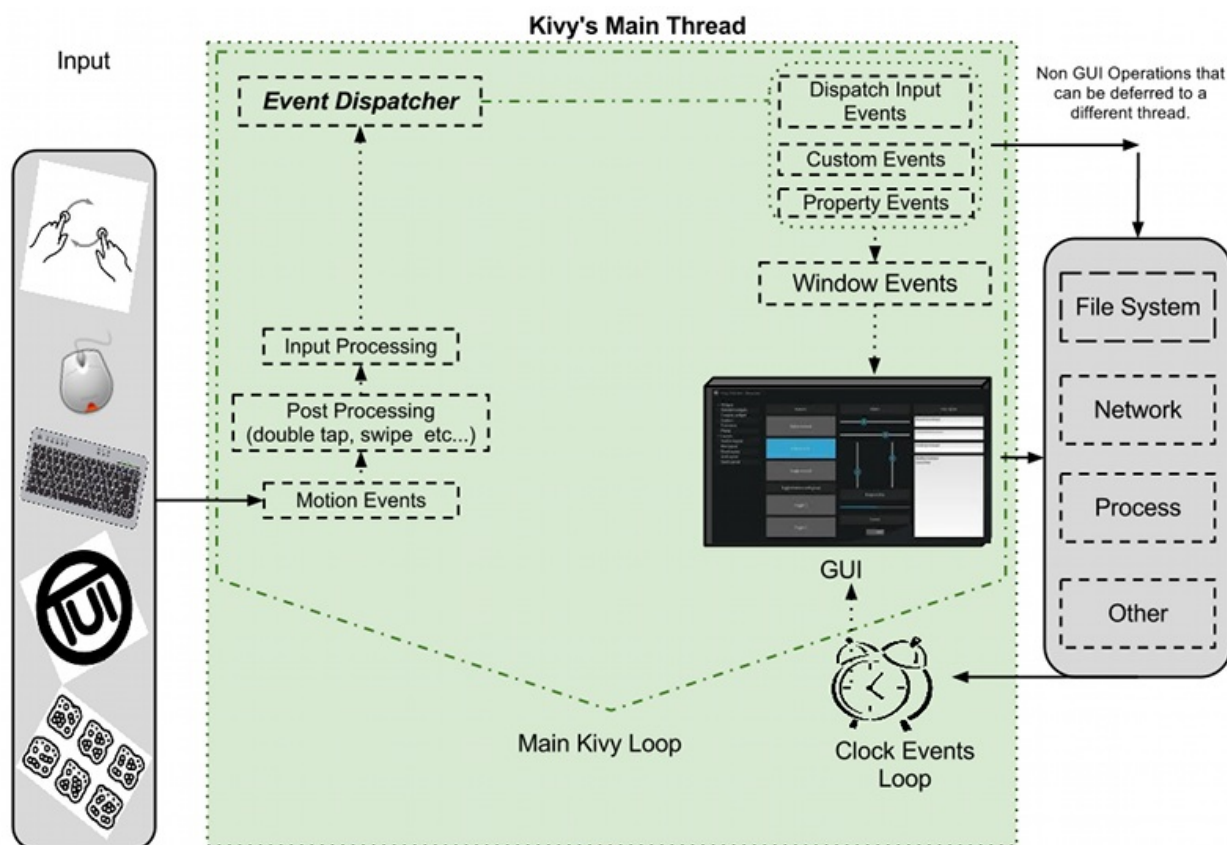 Kivy's Main Thread
Input
Event Dispatcher
Dispatch Input
Events
Custom Events
Property Events
Non GUI Operations that
can be deferred to a
different thread.
Window Events
Input Processing
Post Processing
(double tap, swipe etc...)
Motion Events
TUI
GUI
File System
Network
Process
Other
Main Kivy Loop
Clock Events
Loop